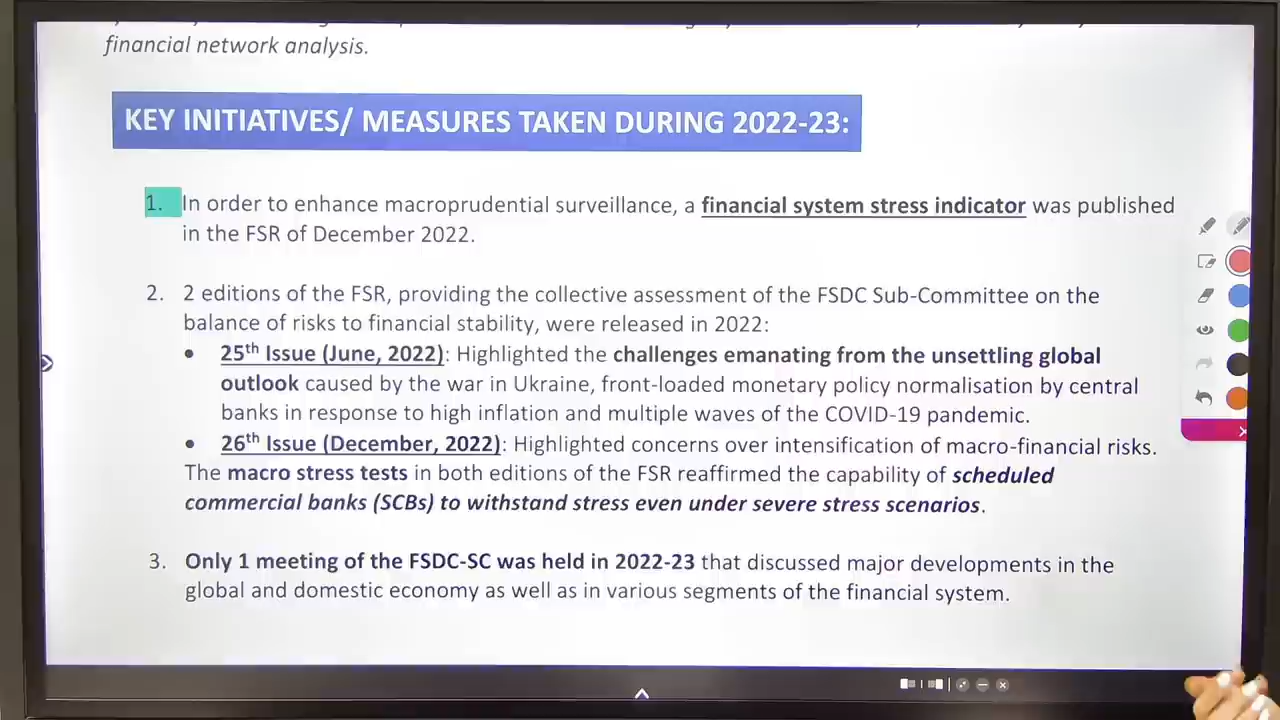 financial network analysis.
KEY INITIATIVES/ MEASURES TAKEN DURING 2022-23:
1. In order to enhance macroprudential surveillance, a financial system stress indicator was published
in the FSR of December 2022.
2. 2 editions of the FSR, providing the collective assessment of the FSDC Sub-Committee on the
balance of risks to financial stability, were released in 2022:
• 25th Issue (June, 2022): Highlighted the challenges emanating from the unsettling global
outlook caused by the war in Ukraine, front-loaded monetary policy normalisation by central
banks in response to high inflation and multiple waves of the COVID-19 pandemic.
• 26th Issue (December, 2022): Highlighted concerns over intensification of macro-financial risks.
The macro stress tests in both editions of the FSR reaffirmed the capability of scheduled
commercial banks (SCBs) to withstand stress even under severe stress scenarios.
3. Only 1 meeting of the FSDC-SC was held in 2022-23 that discussed major developments in the
global and domestic economy as well as in various segments of the financial system.